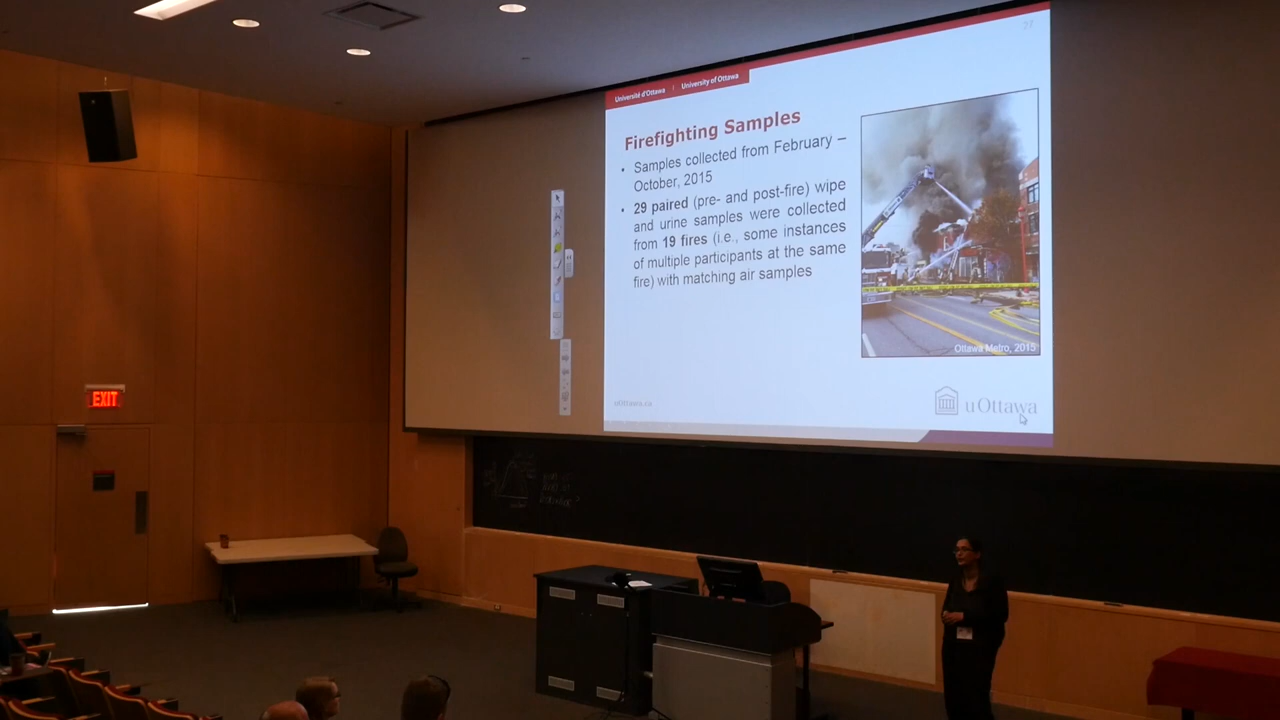 27
Université d'Ottawa | University of Ottawa
Firefighting Samples
• Samples collected from February –
October, 2015
• 29 paired (pre- and post-fire) wipe
and urine samples were collected
from 19 fires (i.e., some instances
of multiple participants at the same
fire) with matching air samples
Ottawa Metro, 2015
uOttawa.ca
uOttawa
EXIT